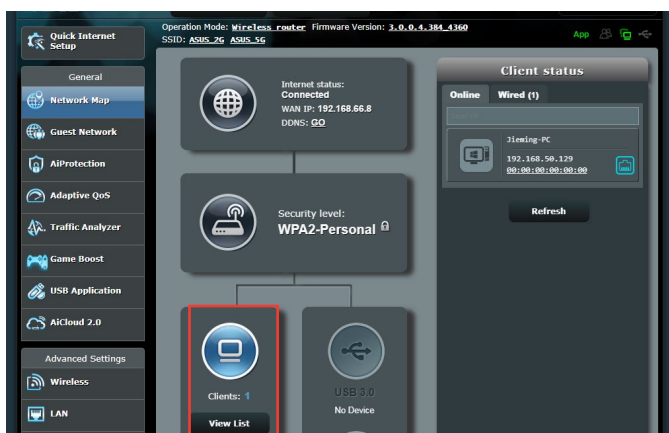 Quick Internet
Setup
General
Network Map
Guest Network
AiProtection
Adaptive QoS
Traffic Analyzer
Game Boost
USB Application
AiCloud 2.0
Advanced Settings
Wireless
LAN
Operation Mode: Wireless router Firmware Version: 3.0.0.4.384_4360
SSID: ASUS_2G ASUS_5G
App
Internet status:
Connected
WAN IP: 192.168.66.8
DDNS: GO
Security level:
WPA2-Personal
Clients: 1
View List
USB 3.0
No Device
Client status
Online Wired (1)
Jieming-PC
192.168.50.129
00:00:00:00:00:00
Refresh